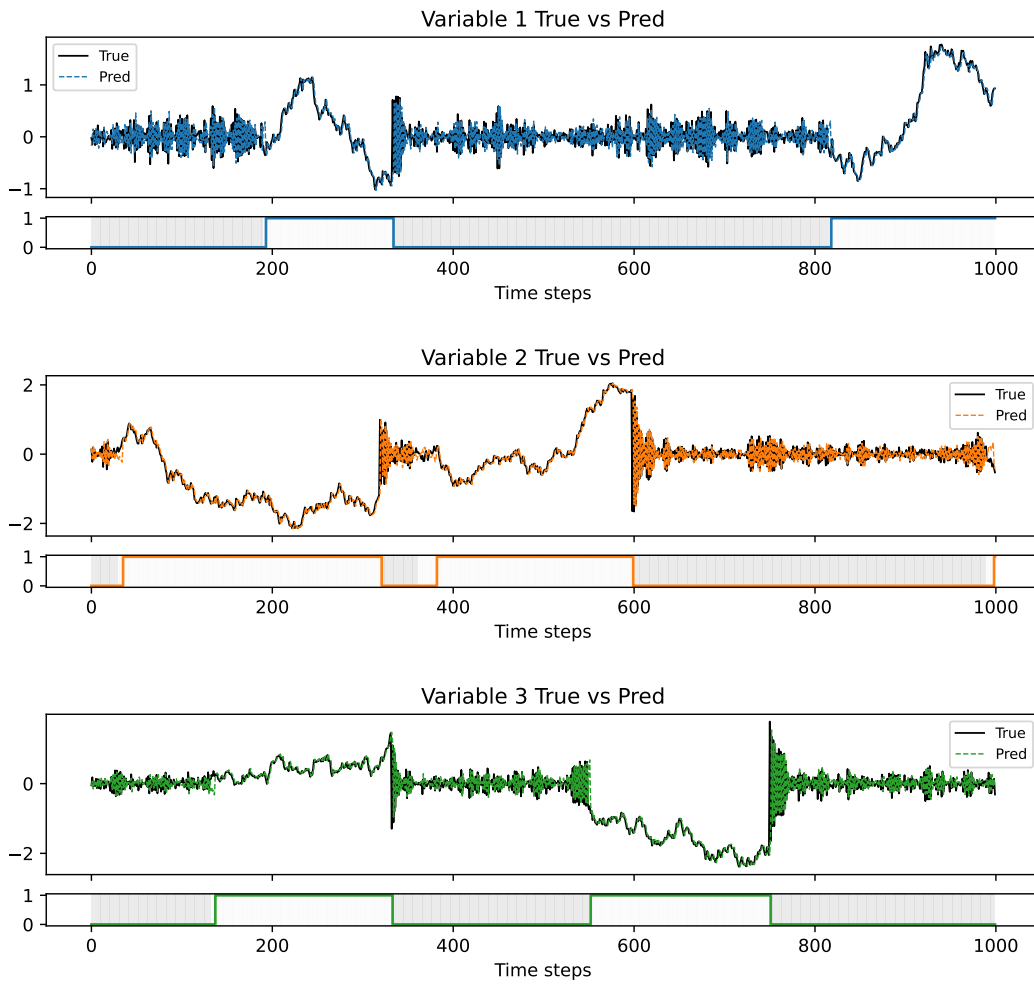 Variable 1 True vs Pred
True
Pred
1
0
−1
1
0
0 200 400 600 800 1000
Time steps
Variable 2 True vs Pred
True
Pred
2
0
−2
1
0
0 200 400 600 800 1000
Time steps
Variable 3 True vs Pred
True
Pred
0
−2
1
0
0 200 400 600 800 1000
Time steps